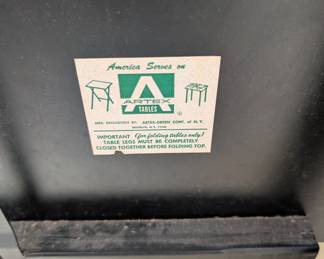 America Serves on
A
ARTEX
TABLES
®
MFD. EXCLUSIVELY BY: ARTEX-GREEN CORP. of N.Y.
BROOKLYN, N.Y.
IMPORTANT (for folding tables only)
TABLE LEGS MUST BE COMPLETELY
CLOSED TOGETHER BEFORE FOLDING TOP.